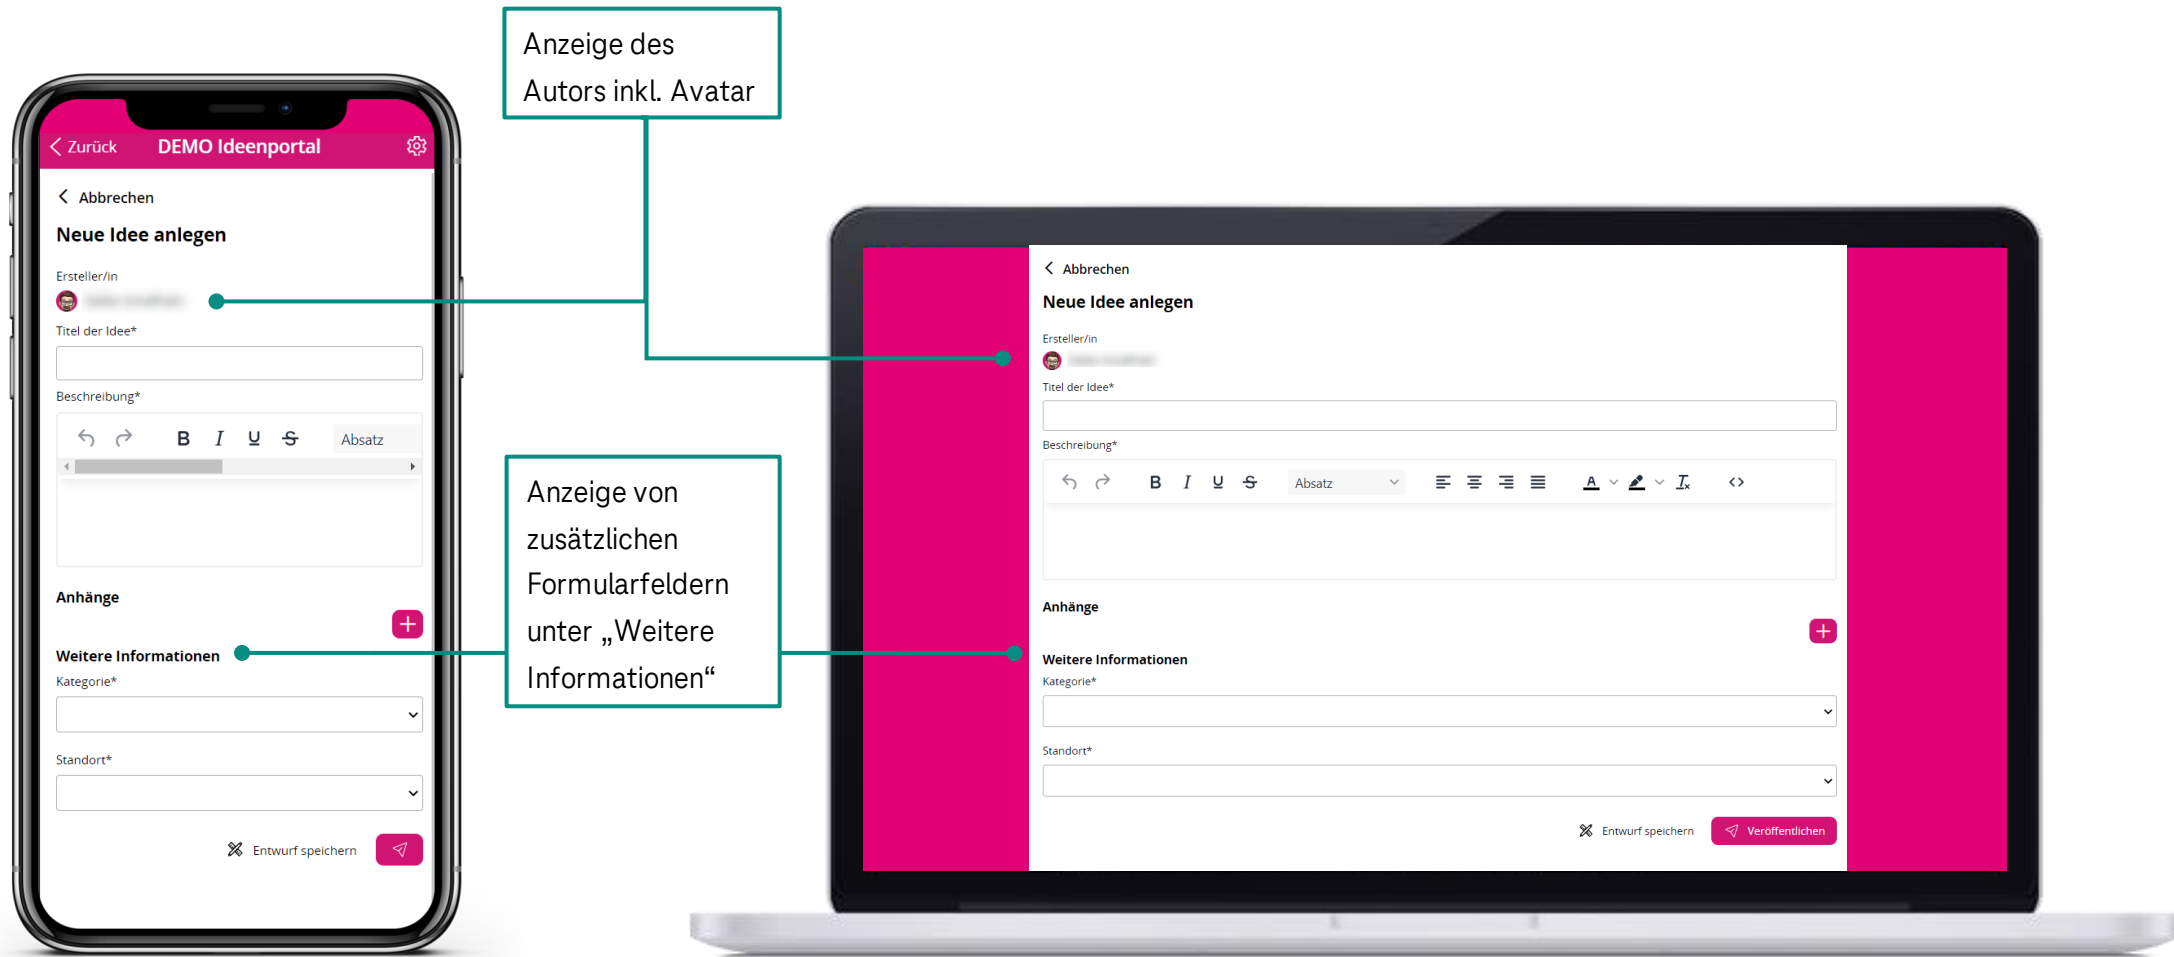 Anzeige des
Autors inkl. Avatar
Zurück DEMO Ideenportal
Abbrechen
Neue Idee anlegen
Ersteller/in
Titel der Idee*
Beschreibung*
B I U S Absatz
Anhänge
Weitere Informationen
Kategorie*
Standort*
Entwurf speichern
Anzeige von
zusätzlichen
Formularfeldern
unter „Weitere
Informationen“
Abbrechen
Neue Idee anlegen
Ersteller/in
Titel der Idee*
Beschreibung*
B I U S Absatz A
Anhänge
Weitere Informationen
Kategorie*
Standort*
Entwurf speichern Veröffentlichen